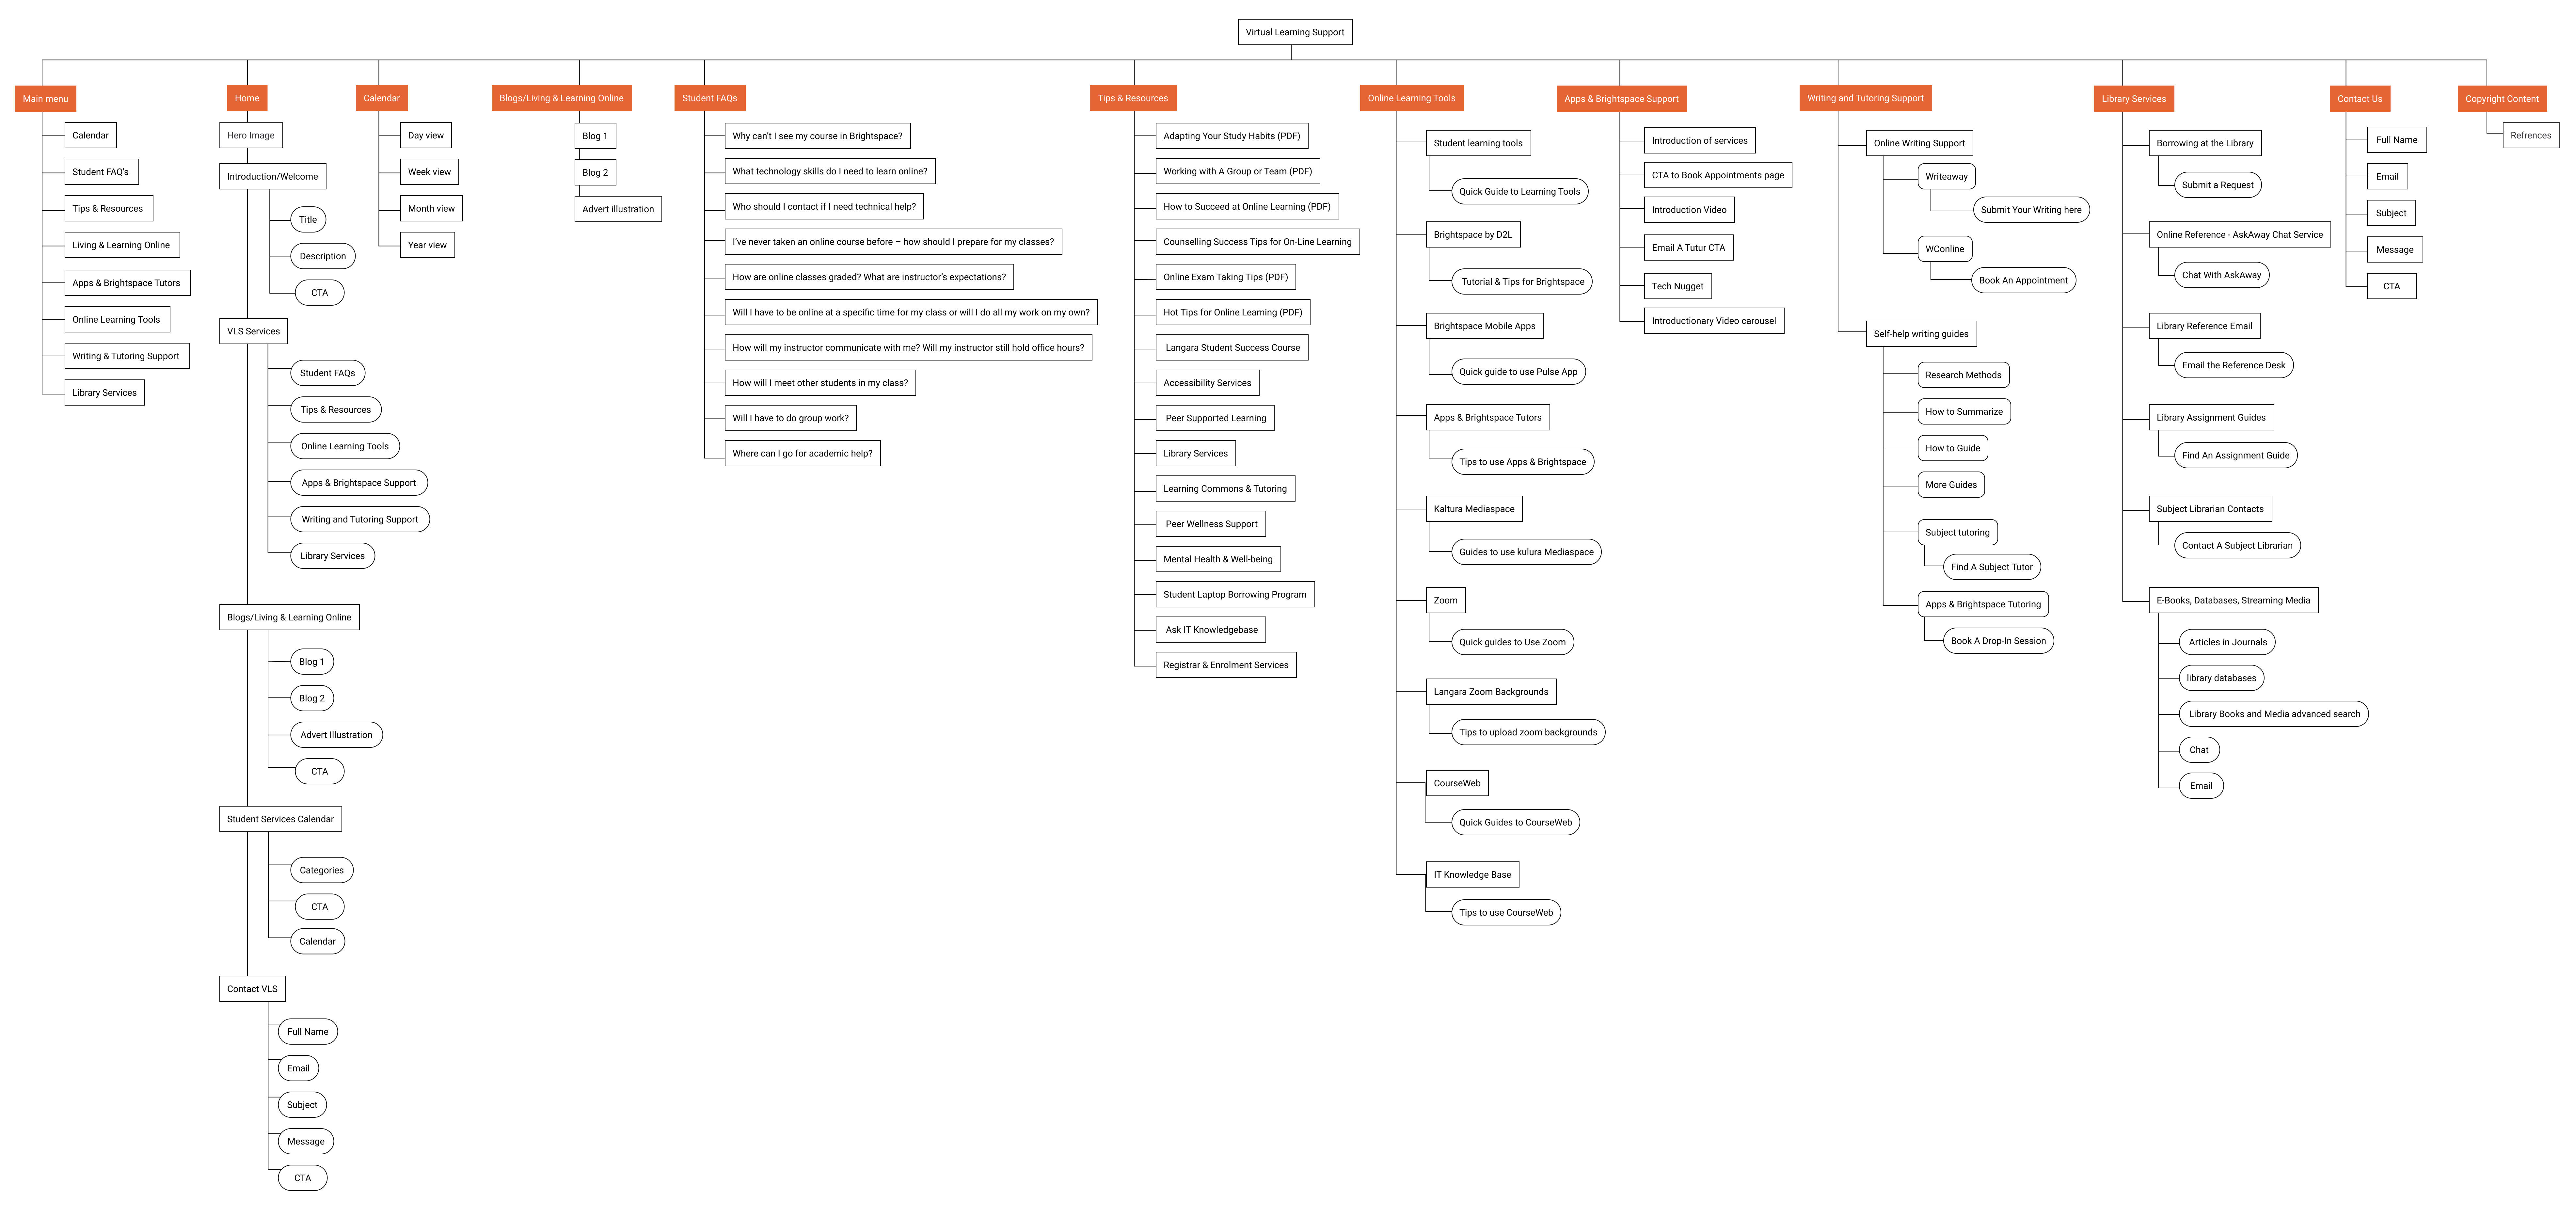 Virtual Learning Support
Main menu
Calendar
Student FAQ's
Tips & Resources
Living & Learning Online
Apps & Brightspace Tutors
Online Learning Tools
Writing & Tutoring Support
Library Services
Home
Hero Image
Introduction/Welcome
Title
Description
CTA
VLS Services
Student FAQs
Tips & Resources
Online Learning Tools
Apps & Brightspace Support
Writing and Tutoring Support
Library Services
Blogs/Living & Learning Online
Blog 1
Blog 2
Advert Illustration
CTA
Student Services Calendar
Categories
CTA
Calendar
Contact VLS
Full Name
Email
Subject
Message
CTA
Calendar
Day view
Week view
Month view
Year view
Blogs/Living & Learning Online
Blog 1
Blog 2
Advert illustration
Student FAQs
Why can't I see my course in Brightspace?
What technology skills do I need to learn online?
Who should I contact if I need technical help?
I've never taken an online course before – how should I prepare for my classes?
How are online classes graded? What are instructor's expectations?
Will I have to be online at a specific time for my class or will I do all my work on my own?
How will my instructor communicate with me? Will my instructor still hold office hours?
How will I meet other students in my class?
Will I have to do group work?
Where can I go for academic help?
Tips & Resources
Adapting Your Study Habits (PDF)
Working with A Group or Team (PDF)
How to Succeed at Online Learning (PDF)
Counselling Success Tips for On-Line Learning
Online Exam Taking Tips (PDF)
Hot Tips for Online Learning (PDF)
Langara Student Success Course
Accessibility Services
Peer Supported Learning
Library Services
Learning Commons & Tutoring
Peer Wellness Support
Mental Health & Well-being
Student Laptop Borrowing Program
Ask IT Knowledgebase
Registrar & Enrolment Services
Online Learning Tools
Student learning tools
Quick Guide to Learning Tools
Brightspace by D2L
Tutorial & Tips for Brightspace
Brightspace Mobile Apps
Quick guide to use Pulse App
Apps & Brightspace Tutors
Tips to use Apps & Brightspace
Kaltura Mediaspace
Guides to use kulura Mediaspace
Zoom
Quick guides to Use Zoom
Langara Zoom Backgrounds
Tips to upload zoom backgrounds
CourseWeb
Quick Guides to CourseWeb
IT Knowledge Base
Tips to use CourseWeb
Apps & Brightspace Support
Introduction of services
CTA to Book Appointments page
Introduction Video
Email A Tutur CTA
Tech Nugget
Introductionary Video carousel
Writing and Tutoring Support
Online Writing Support
Writeaway
Submit Your Writing here
WConline
Book An Appointment
Self-help writing guides
Research Methods
How to Summarize
How to Guide
More Guides
Subject tutoring
Find A Subject Tutor
Apps & Brightspace Tutoring
Book A Drop-In Session
Library Services
Borrowing at the Library
Submit a Request
Online Reference - AskAway Chat Service
Chat With AskAway
Library Reference Email
Email the Reference Desk
Library Assignment Guides
Find An Assignment Guide
Subject Librarian Contacts
Contact A Subject Librarian
E-Books, Databases, Streaming Media
Articles in Journals
library databases
Library Books and Media advanced search
Chat
Email
Contact Us
Full Name
Email
Subject
Message
CTA
Copyright Content
Refrences